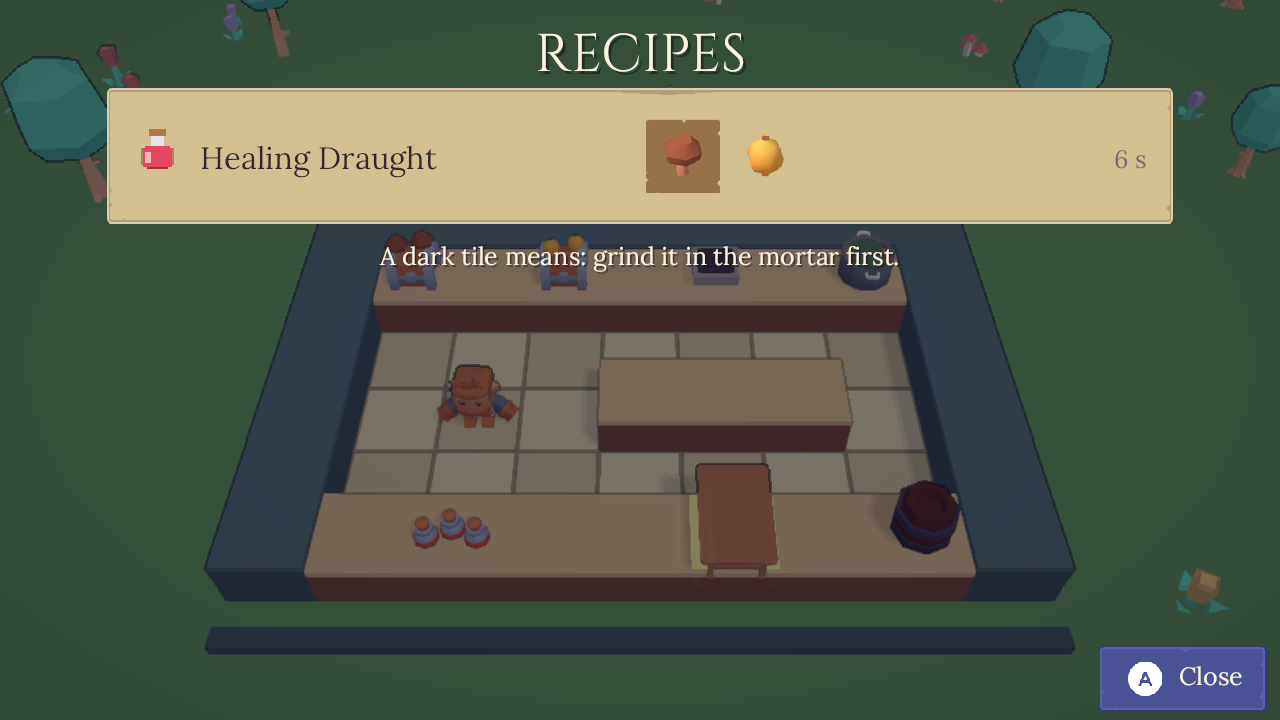 RECIPES
Healing Draught
6 s
A dark tile means: grind it in the mortar first.
A Close